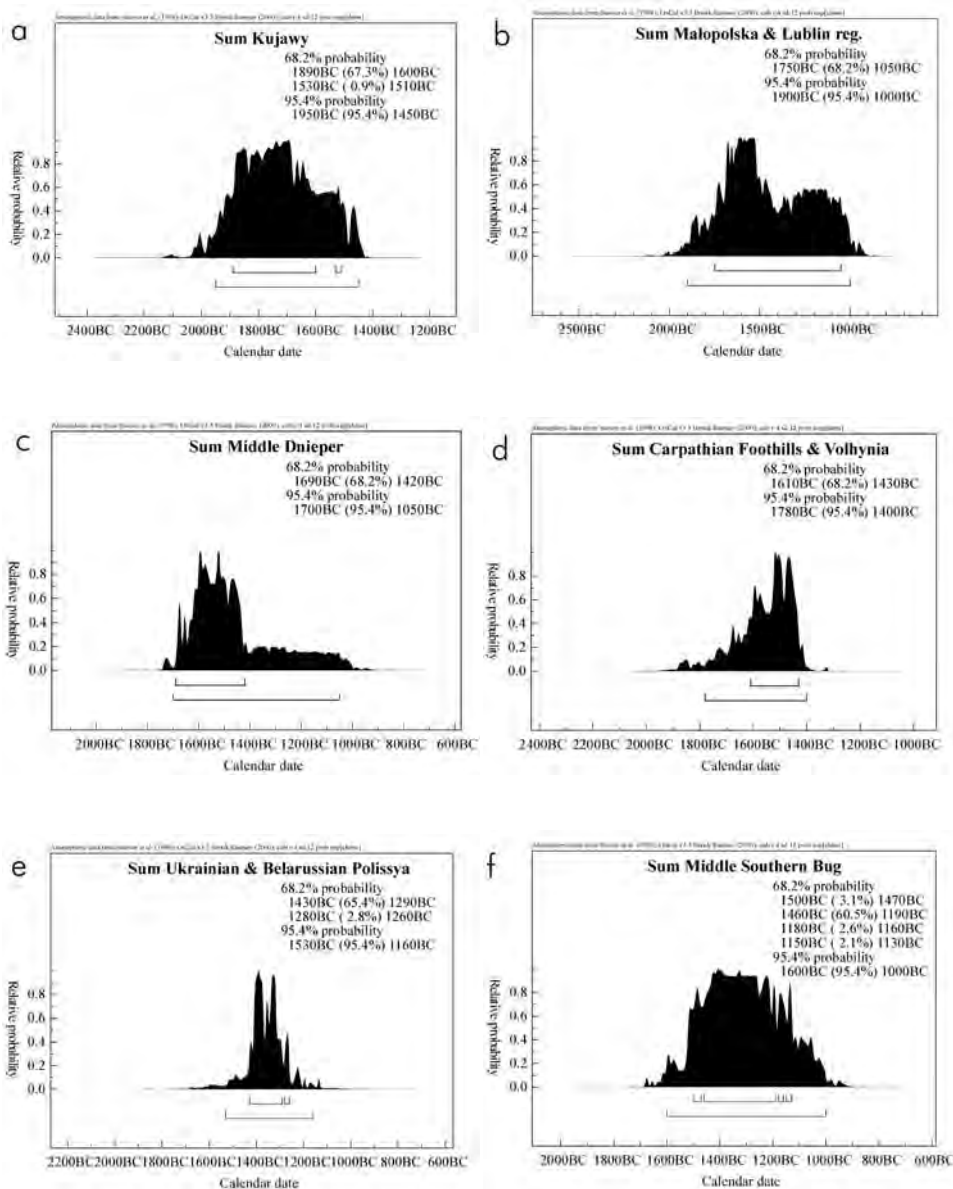 a
Sum Kujawy
68.2% probability
1890BC (67.3%) 1600BC
1530BC ( 0.9%) 1510BC
95.4% probability
1950BC (95.4%) 1450BC
Relative probability
0.8
0.6
0.4
0.2
0.0
2400BC 2200BC 2000BC 1800BC 1600BC 1400BC 1200BC
Calendar date
b
Sum Małopolska & Lublin reg.
68.2% probability
1750BC (68.2%) 1050BC
95.4% probability
1900BC (95.4%) 1000BC
Relative probability
0.8
0.6
0.4
0.2
0.0
2500BC 2000BC 1500BC 1000BC
Calendar date
c
Sum Middle Dnieper
68.2% probability
1690BC (68.2%) 1420BC
95.4% probability
1700BC (95.4%) 1050BC
Relative probability
0.8
0.6
0.4
0.2
0.0
2000BC 1800BC 1600BC 1400BC 1200BC 1000BC 800BC 600BC
Calendar date
d
Sum Carpathian Foothills & Volhynia
68.2% probability
1610BC (68.2%) 1430BC
95.4% probability
1780BC (95.4%) 1400BC
Relative probability
0.8
0.6
0.4
0.2
0.0
2400BC 2200BC 2000BC 1800BC 1600BC 1400BC 1200BC 1000BC
Calendar date
e
Sum Ukrainian & Belarussian Polissya
68.2% probability
1430BC (65.4%) 1290BC
1280BC ( 2.8%) 1260BC
95.4% probability
1530BC (95.4%) 1160BC
Relative probability
0.8
0.6
0.4
0.2
0.0
2200BC 2000BC 1800BC 1600BC 1400BC 1200BC 1000BC 800BC 600BC
Calendar date
f
Sum Middle Southern Bug
68.2% probability
1500BC ( 3.1%) 1470BC
1460BC (60.5%) 1190BC
1180BC ( 2.6%) 1160BC
1150BC ( 2.1%) 1130BC
95.4% probability
1600BC (95.4%) 1000BC
Relative probability
0.8
0.6
0.4
0.2
0.0
2000BC 1800BC 1600BC 1400BC 1200BC 1000BC 800BC 600BC
Calendar date